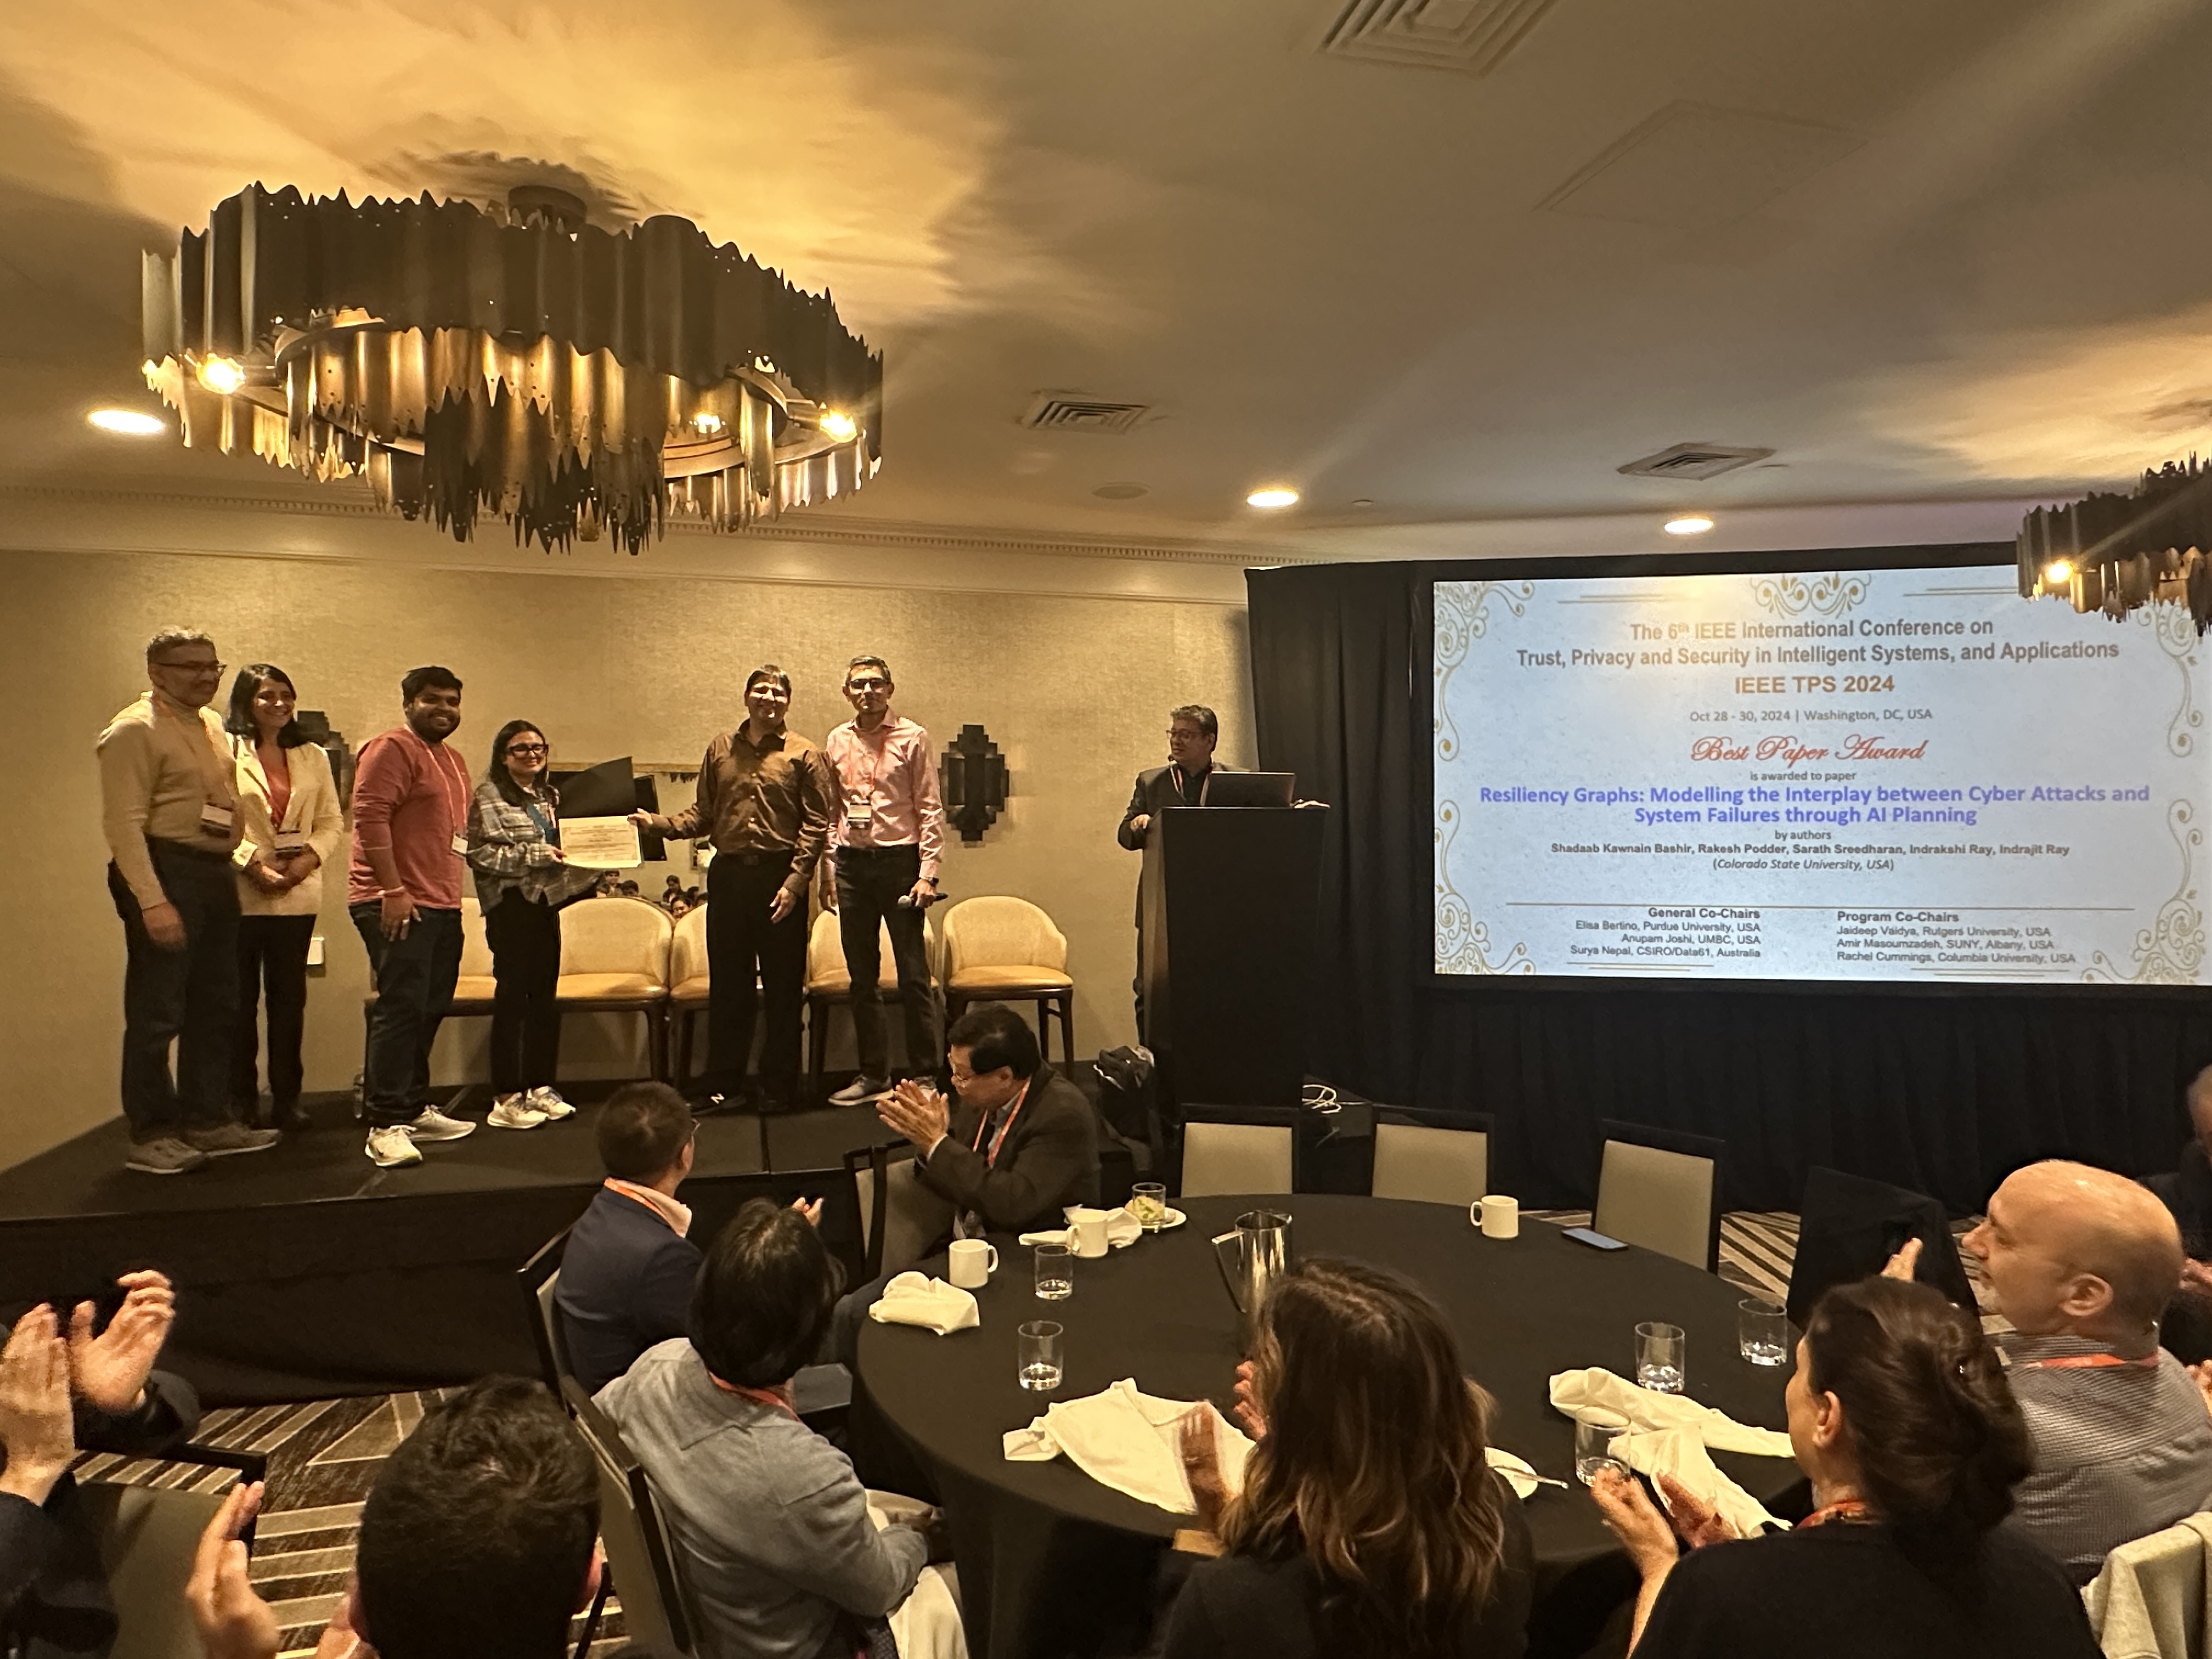 The 6th IEEE International Conference on
Trust, Privacy and Security in Intelligent Systems, and Applications
IEEE TPS 2024
Oct 28 - 30, 2024 | Washington, DC, USA
Best Paper Award
is awarded to paper
Resiliency Graphs: Modelling the Interplay between Cyber Attacks and
System Failures through AI Planning
by authors
Shadaab Kawnain Bashir, Rakesh Podder, Sarath Sreedharan, Indrakshi Ray, Indrajit Ray
(Colorado State University, USA)
General Co-Chairs
Elisa Bertino, Purdue University, USA
Anupam Joshi, UMBC, USA
Surya Nepal, CSIRO/Data61, Australia
Program Co-Chairs
Jaideep Vaidya, Rutgers University, USA
Amir Masoumzadeh, SUNY, Albany, USA
Rachel Cummings, Columbia University, USA